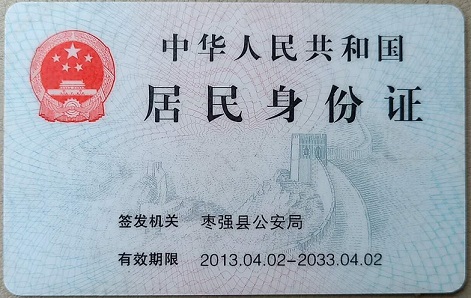 中华人民共和国
居民身份证
签发机关 枣强县公安局
有效期限 2013.04.02-2033.04.02